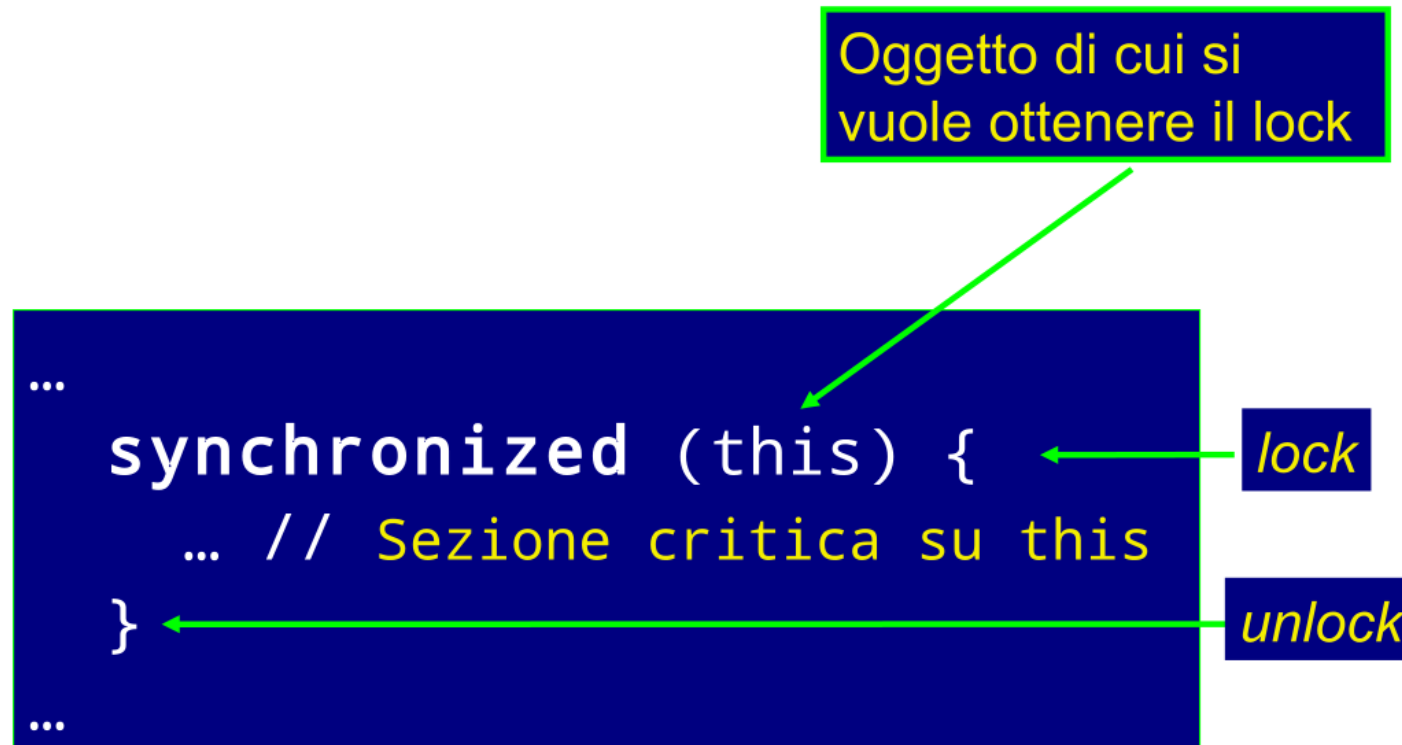 Oggetto di cui si
vuole ottenere il lock
…
synchronized (this) {
lock
… // Sezione critica su this
}
unlock
…